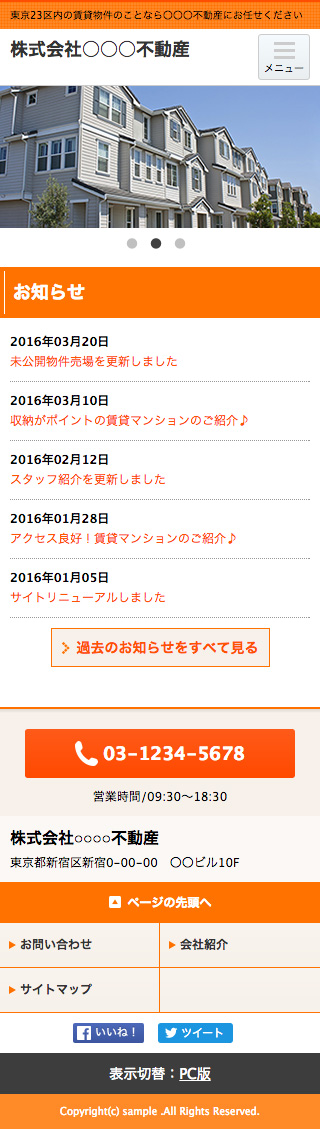 東京23区内の賃貸物件のことなら〇〇〇不動産にお任せください
株式会社〇〇〇不動産
メニュー
お知らせ
2016年03月20日
未公開物件売場を更新しました
2016年03月10日
収納がポイントの賃貸マンションのご紹介♪
2016年02月12日
スタッフ紹介を更新しました
2016年01月28日
アクセス良好！賃貸マンションのご紹介♪
2016年01月05日
サイトリニューアルしました
過去のお知らせをすべて見る
03-1234-5678
営業時間/09:30〜18:30
株式会社○○○○不動産
東京都新宿区新宿0-00-00　〇〇ビル10F
ページの先頭へ
お問い合わせ
会社紹介
サイトマップ
いいね！
ツイート
表示切替：PC版
Copyright(c) sample .All Rights Reserved.